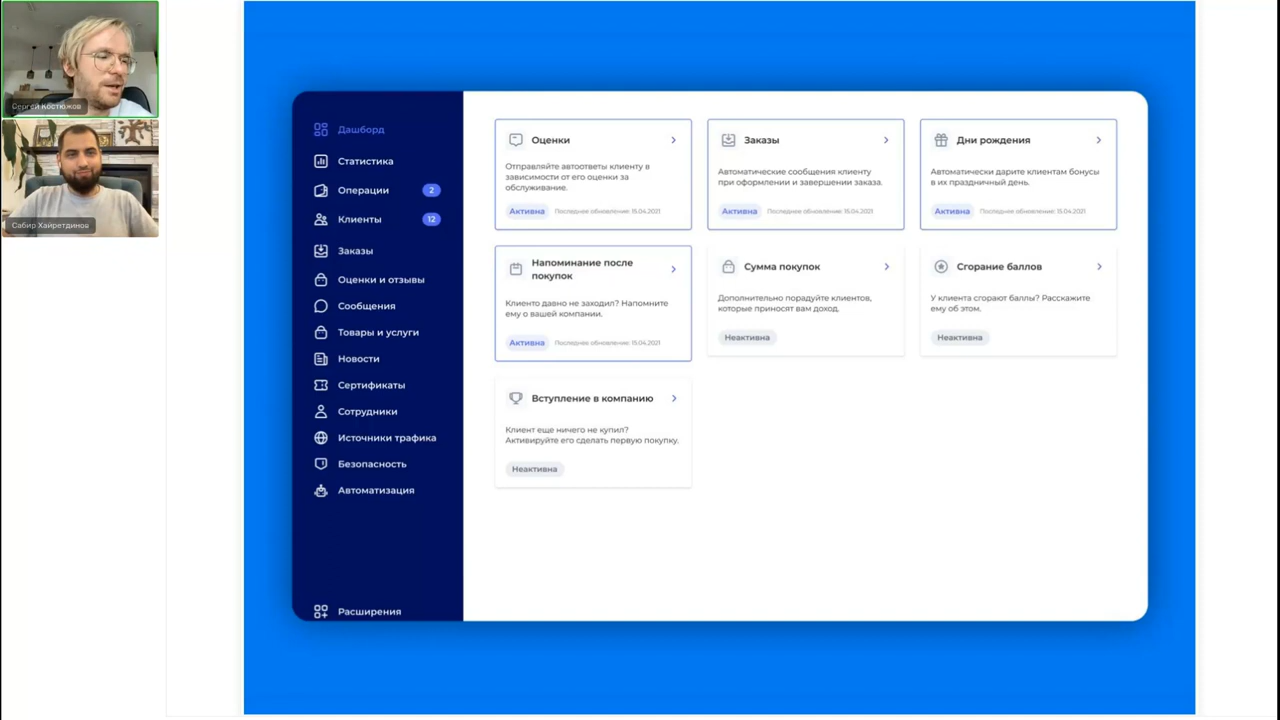 Сергей Костюжов
Сабир Хайретдинов
Дашборд
Статистика
Операции 2
Клиенты 12
Заказы
Оценки и отзывы
Сообщения
Товары и услуги
Новости
Сертификаты
Сотрудники
Источники трафика
Безопасность
Автоматизация
Расширения
Оценки
Отправляйте автоответы клиенту в
зависимости от его оценки за
обслуживание.
Активна Последнее обновление: 15.04.2021
Заказы
Автоматические сообщения клиенту
при оформлении и завершении заказа.
Активна Последнее обновление: 15.04.2021
Дни рождения
Автоматически дарите клиентам бонусы
в их праздничный день.
Активна Последнее обновление: 15.04.2021
Напоминание после
покупок
Клиенто давно не заходил? Напомните
ему о вашей компании.
Активна Последнее обновление: 15.04.2021
Сумма покупок
Дополнительно порадуйте клиентов,
которые приносят вам доход.
Неактивна
Сгорание баллов
У клиента сгорают баллы? Расскажите
ему об этом.
Неактивна
Вступление в компанию
Клиент еще ничего не купил?
Активируйте его сделать первую покупку.
Неактивна